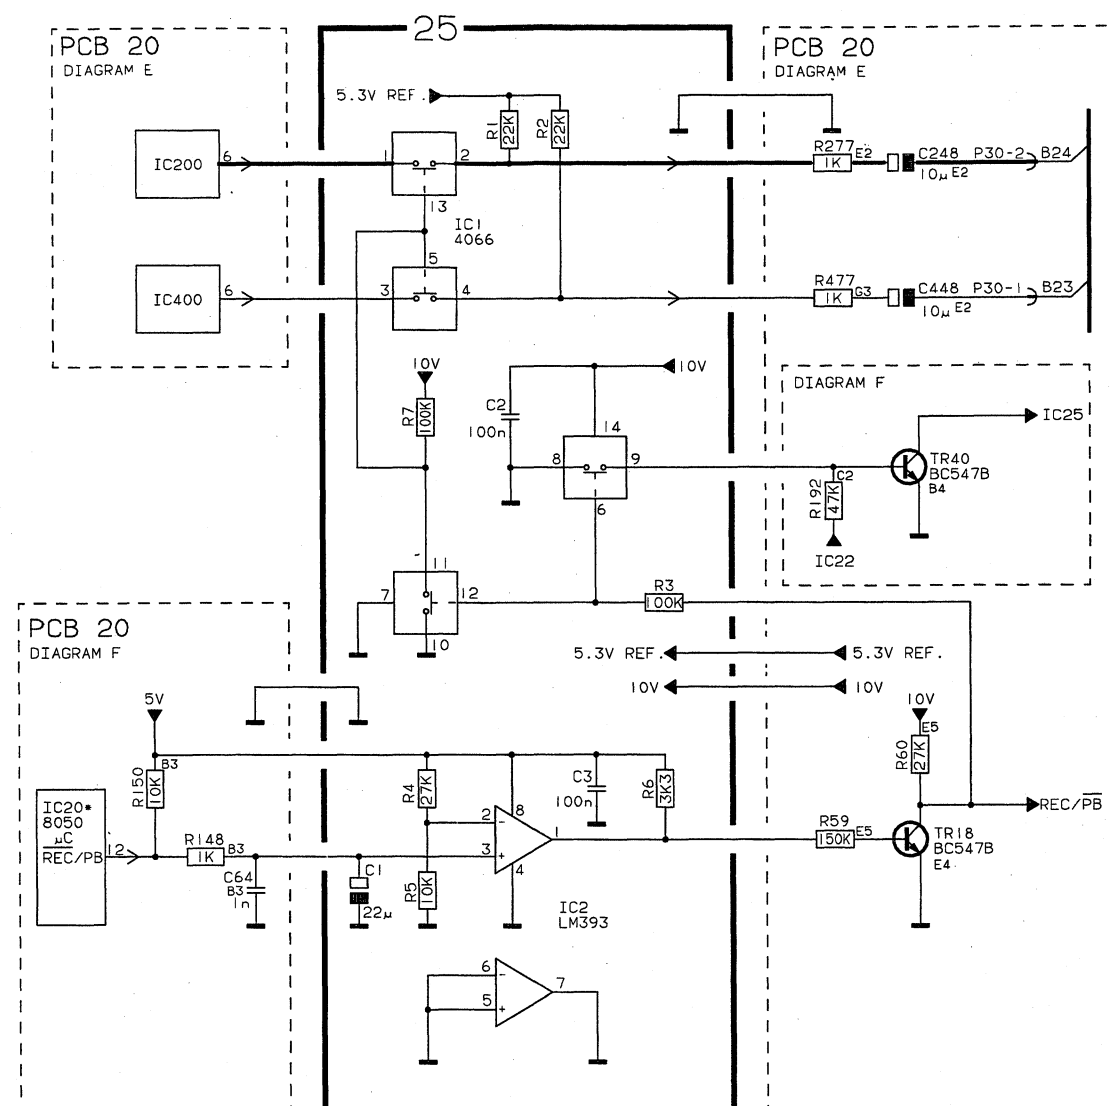 25
PCB 20
DIAGRAM E
PCB 20
DIAGRAM E
5.3V REF.
R1
22K
R2
22K
IC200
6
1
2
13
R277
E2
1K
C248
10µ
E2
P30-2
B24
IC1
4066
5
IC400
6
3
4
R477
G3
1K
C448
10µ
E2
P30-1
B23
10V
R7
100K
10V
C2
100n
14
8
9
6
DIAGRAM F
IC25
TR40
BC547B
B4
C2
R192
47K
IC22
11
7
12
10
R3
100K
PCB 20
DIAGRAM F
5.3V REF.
5.3V REF.
10V
10V
5V
10V
B3
R150
10K
R4
27K
8
C3
100n
R6
3K3
E5
R60
27K
REC/PB
IC20*
8050
µC
REC/PB
12
R148
B3
1K
C64
B3
1n
C1
22µ
2
-
3
+
1
4
R5
10K
R59
E5
150K
TR18
BC547B
E4
IC2
LM393
6
-
5
+
7